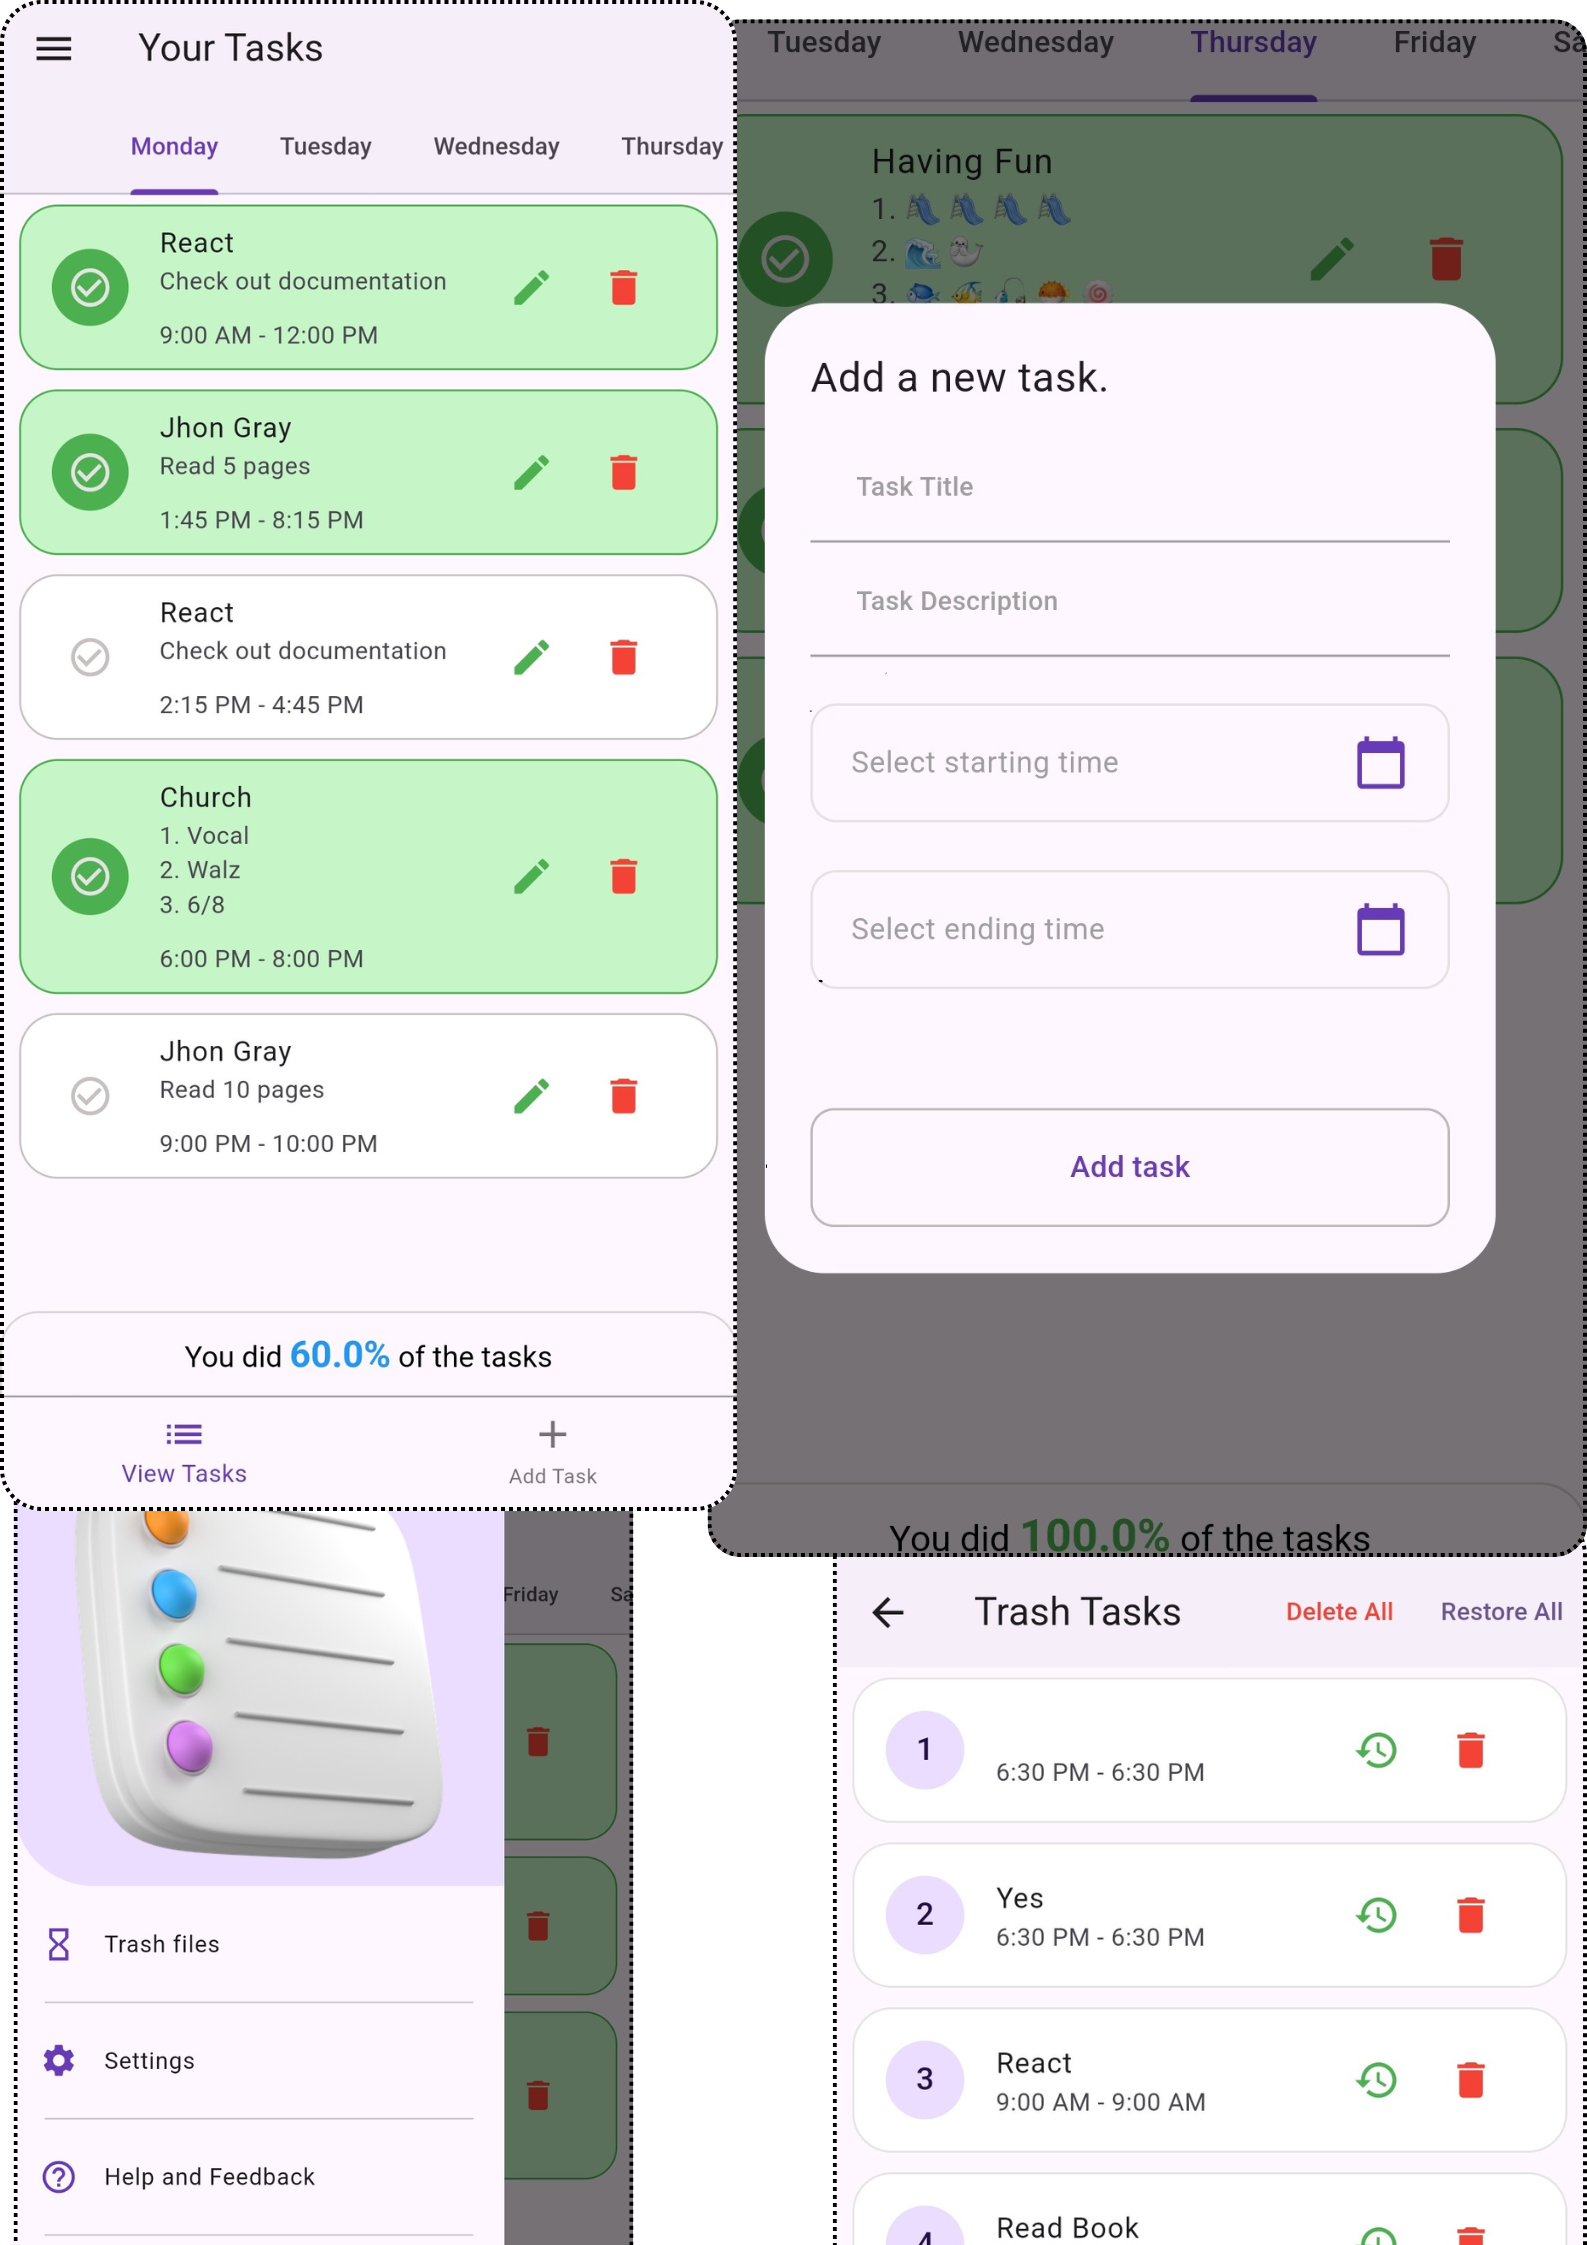 Your Tasks
Monday Tuesday Wednesday Thursday
React
Check out documentation
9:00 AM - 12:00 PM
Jhon Gray
Read 5 pages
1:45 PM - 8:15 PM
React
Check out documentation
2:15 PM - 4:45 PM
Church
1. Vocal
2. Walz
3. 6/8
6:00 PM - 8:00 PM
Jhon Gray
Read 10 pages
9:00 PM - 10:00 PM
You did 60.0% of the tasks
View Tasks
Add Task
Tuesday Wednesday Thursday Friday Sa
Having Fun
1. 🛝 🛝 🛝 🛝
2. 🌊 🦭
3. 🐟 🐠 🎣 🥮 🍥
Add a new task.
Task Title
Task Description
Select starting time
Select ending time
Add task
You did 100.0% of the tasks
Friday Sa
Trash files
Settings
Help and Feedback
Trash Tasks Delete All Restore All
1
6:30 PM - 6:30 PM
2
Yes
6:30 PM - 6:30 PM
3
React
9:00 AM - 9:00 AM
4
Read Book